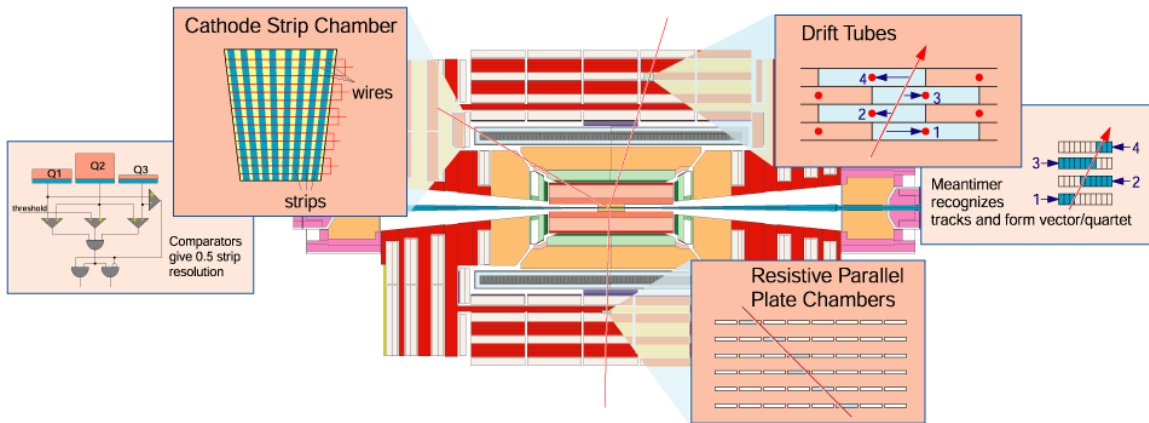 Cathode Strip Chamber
wires
strips
Q1
Q2
Q3
threshold
Comparators
give 0.5 strip
resolution
Drift Tubes
4
3
2
1
4
3
2
1
Meantimer
recognizes
tracks and form vector/quartet
Resistive Parallel
Plate Chambers